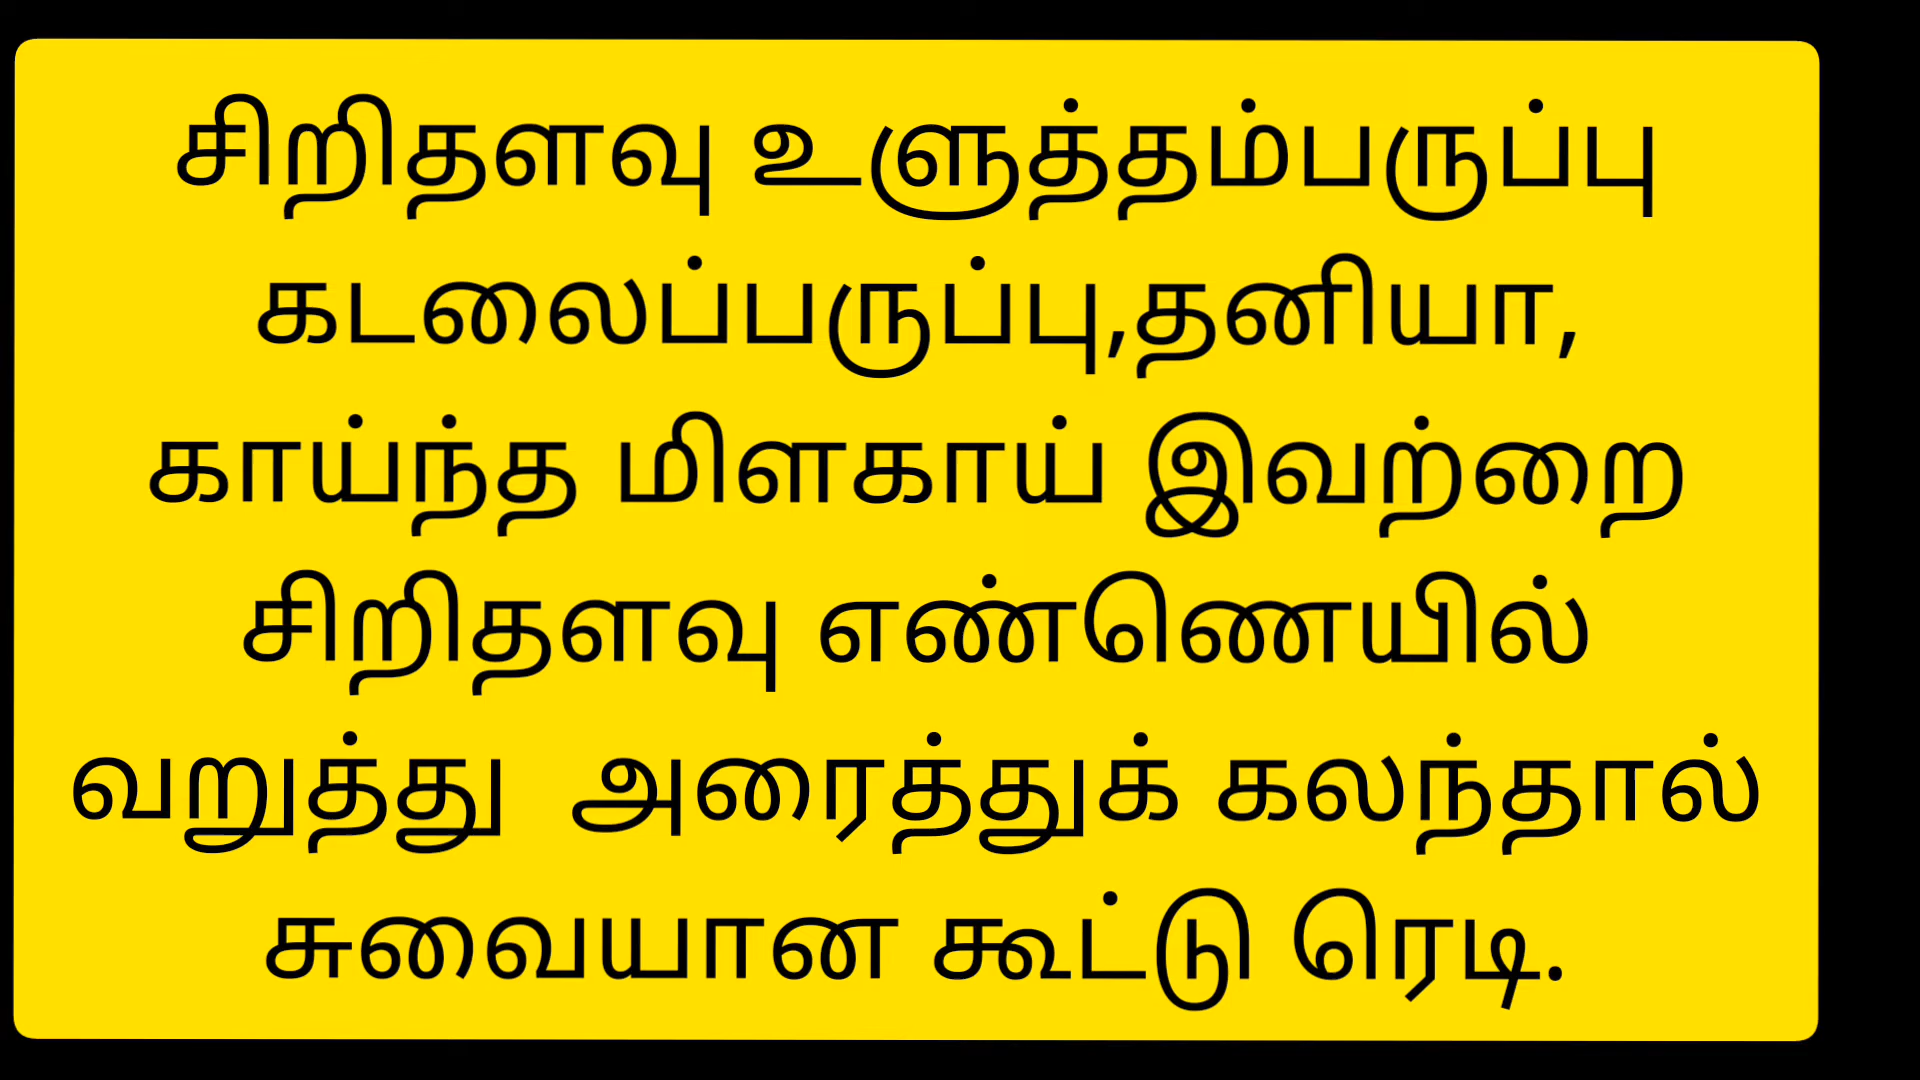 சிறிதளவு உளுத்தம்பருப்பு
கடலைப்பருப்பு,தனியா,
காய்ந்த மிளகாய் இவற்றை
சிறிதளவு எண்ணெயில்
வறுத்து  அரைத்துக் கலந்தால்
சுவையான கூட்டு ரெடி.